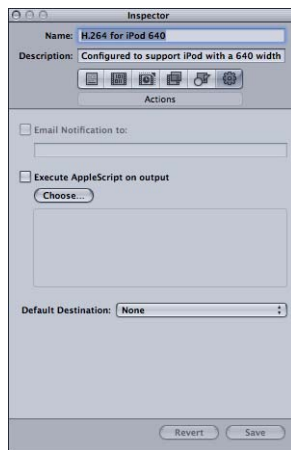 Inspector
Name: H.264 for iPod 640
Description: Configured to support iPod with a 640 width
Actions
Email Notification to:
Execute AppleScript on output
Choose...
Default Destination: None
Revert Save